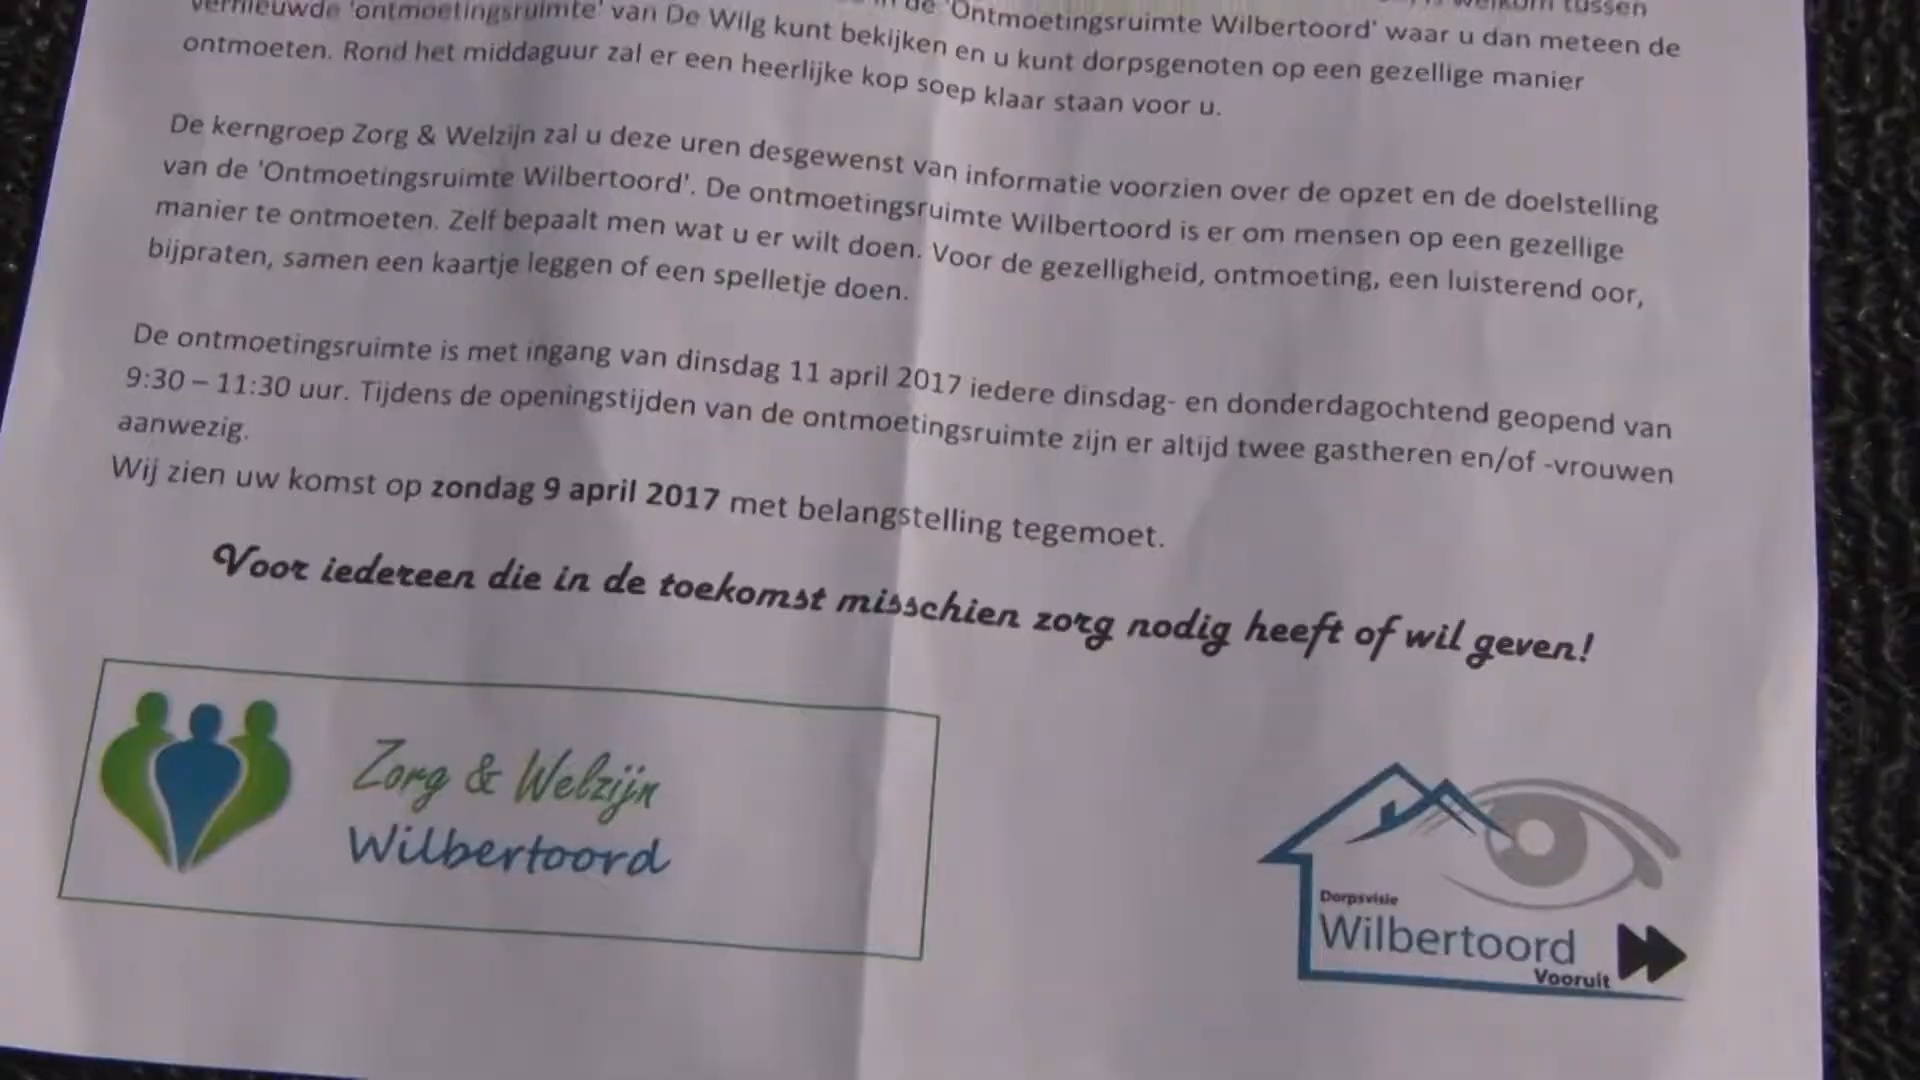 de 'Ontmoetingsruimte Wilbertoord' waar u dan meteen de
vernieuwde 'ontmoetingsruimte' van De Wilg kunt bekijken en u kunt dorpsgenoten op een gezellige manier
ontmoeten. Rond het middaguur zal er een heerlijke kop soep klaar staan voor u.
De kerngroep Zorg & Welzijn zal u deze uren desgewenst van informatie voorzien over de opzet en de doelstelling
van de 'Ontmoetingsruimte Wilbertoord'. De ontmoetingsruimte Wilbertoord is er om mensen op een gezellige
manier te ontmoeten. Zelf bepaalt men wat u er wilt doen. Voor de gezelligheid, ontmoeting, een luisterend oor,
bijpraten, samen een kaartje leggen of een spelletje doen.
De ontmoetingsruimte is met ingang van dinsdag 11 april 2017 iedere dinsdag- en donderdagochtend geopend van
9:30 – 11:30 uur. Tijdens de openingstijden van de ontmoetingsruimte zijn er altijd twee gastheren en/of -vrouwen
aanwezig.
Wij zien uw komst op zondag 9 april 2017 met belangstelling tegemoet.
Voor iedereen die in de toekomst misschien zorg nodig heeft of wil geven!
Zorg & Welzijn
Wilbertoord
Dorpsvisie
Wilbertoord
Vooruit